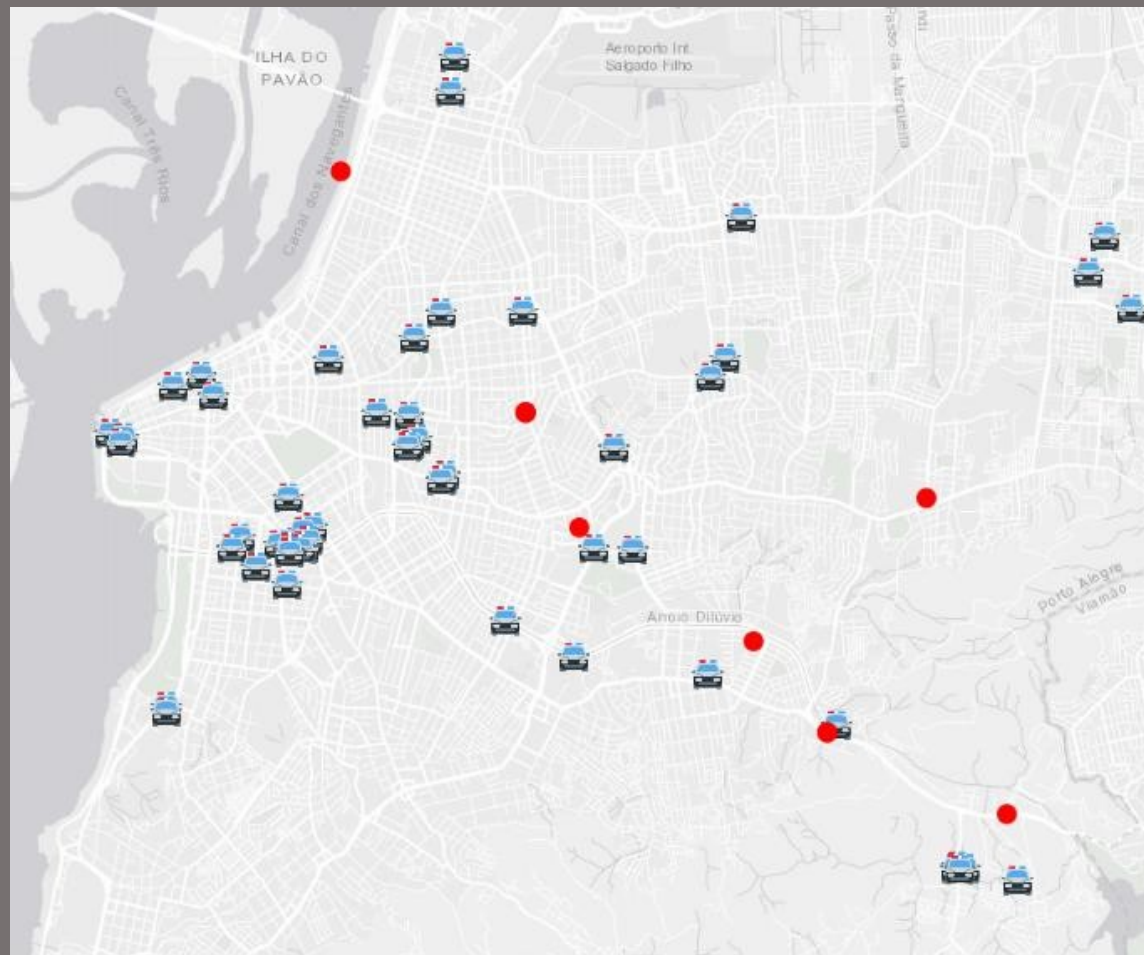 ILHA DO
PAVÃO
Aeroporto Int.
Salgado Filho
Passo da Mangueira
Canal Três Rios
Canal dos Navegantes
Arroio Dilúvio
Porto Alegre
Viamão